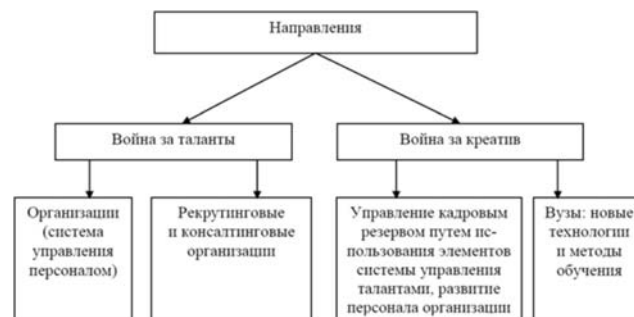 Направления
Война за таланты
Война за креатив
Организации
(система
управления
персоналом)
Рекрутинговые
и консалтинговые
организации
Управление кадровым
резервом путем ис-
пользования элементов
системы управления
талантами, развитие
персонала организации
Вузы: новые
технологии
и методы
обучения